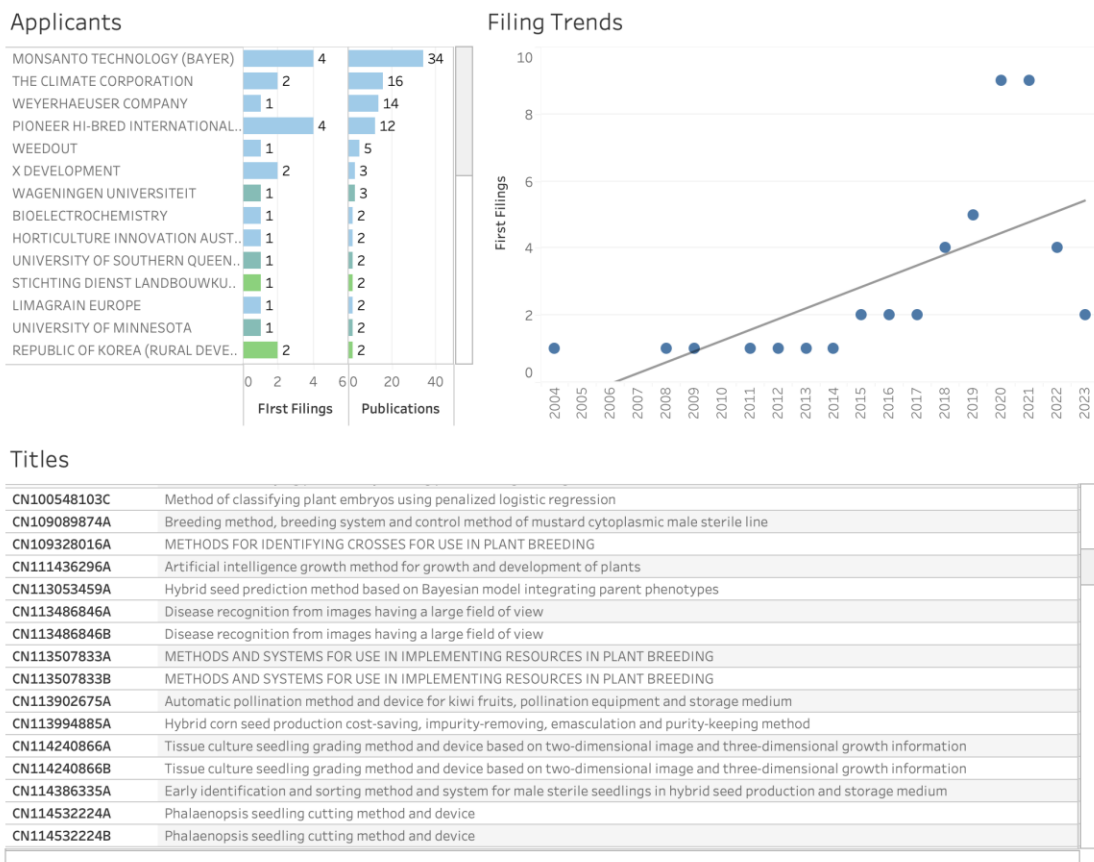 Applicants
MONSANTO TECHNOLOGY (BAYER) 4 34
THE CLIMATE CORPORATION 2 16
WEYERHAEUSER COMPANY 1 14
PIONEER HI-BRED INTERNATIONAL.. 4 12
WEEDOUT 1 5
X DEVELOPMENT 2 3
WAGENINGEN UNIVERSITEIT 1 3
BIOELECTROCHEMISTRY 1 2
HORTICULTURE INNOVATION AUST.. 1 2
UNIVERSITY OF SOUTHERN QUEEN.. 1 2
STICHTING DIENST LANDBOUWKU.. 1 2
LIMAGRAIN EUROPE 1 2
UNIVERSITY OF MINNESOTA 1 2
REPUBLIC OF KOREA (RURAL DEVE.. 2 2
0 2 4 6 0 20 40
FIrst Filings Publications
Filing Trends
10
8
6
4
2
0
First Filings
2004 2005 2006 2007 2008 2009 2010 2011 2012 2013 2014 2015 2016 2017 2018 2019 2020 2021 2022 2023
Titles
CN100548103C Method of classifying plant embryos using penalized logistic regression
CN109089874A Breeding method, breeding system and control method of mustard cytoplasmic male sterile line
CN109328016A METHODS FOR IDENTIFYING CROSSES FOR USE IN PLANT BREEDING
CN111436296A Artificial intelligence growth method for growth and development of plants
CN113053459A Hybrid seed prediction method based on Bayesian model integrating parent phenotypes
CN113486846A Disease recognition from images having a large field of view
CN113486846B Disease recognition from images having a large field of view
CN113507833A METHODS AND SYSTEMS FOR USE IN IMPLEMENTING RESOURCES IN PLANT BREEDING
CN113507833B METHODS AND SYSTEMS FOR USE IN IMPLEMENTING RESOURCES IN PLANT BREEDING
CN113902675A Automatic pollination method and device for kiwi fruits, pollination equipment and storage medium
CN113994885A Hybrid corn seed production cost-saving, impurity-removing, emasculation and purity-keeping method
CN114240866A Tissue culture seedling grading method and device based on two-dimensional image and three-dimensional growth information
CN114240866B Tissue culture seedling grading method and device based on two-dimensional image and three-dimensional growth information
CN114386335A Early identification and sorting method and system for male sterile seedlings in hybrid seed production and storage medium
CN114532224A Phalaenopsis seedling cutting method and device
CN114532224B Phalaenopsis seedling cutting method and device